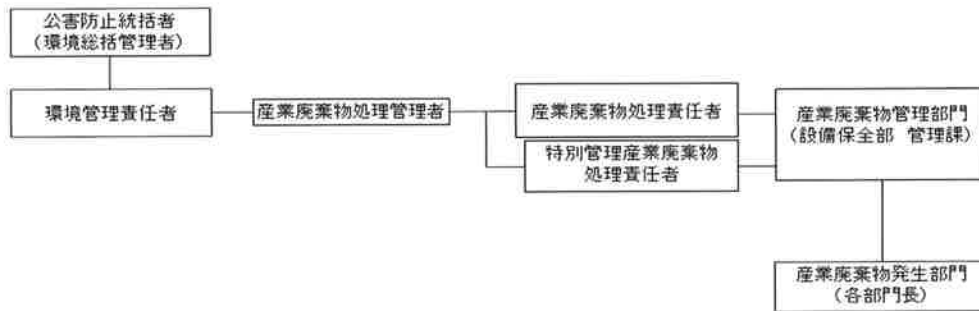 公害防止統括者
（環境総括管理者）
環境管理責任者
産業廃棄物処理管理者
産業廃棄物処理責任者
特別管理産業廃棄物
処理責任者
産業廃棄物管理部門
（設備保全部 管理課）
産業廃棄物発生部門
（各部門長）